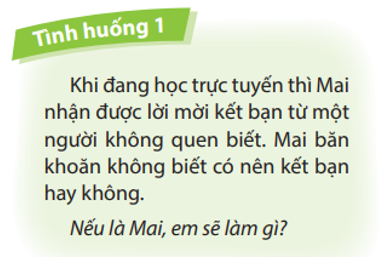 Tình huống 1
Khi đang học trực tuyến thì Mai
nhận được lời mời kết bạn từ một
người không quen biết. Mai băn
khoăn không biết có nên kết bạn
hay không.
Nếu là Mai, em sẽ làm gì?